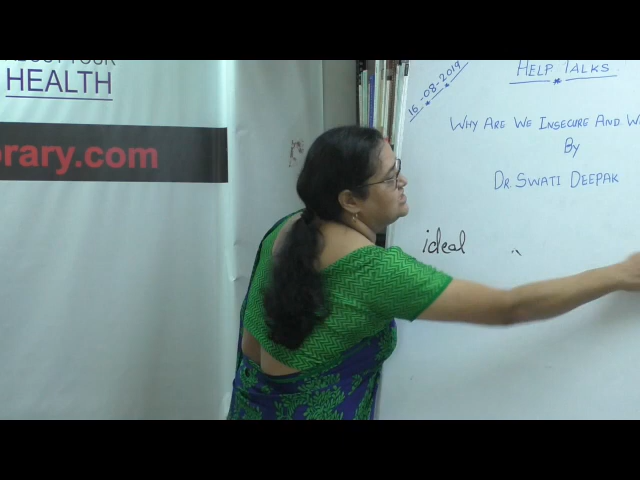 HEALTH
rary.com
16-08-2019
HELP TALKS
WHY ARE WE INSECURE AND W
BY
DR. SWATI DEEPAK
ideal